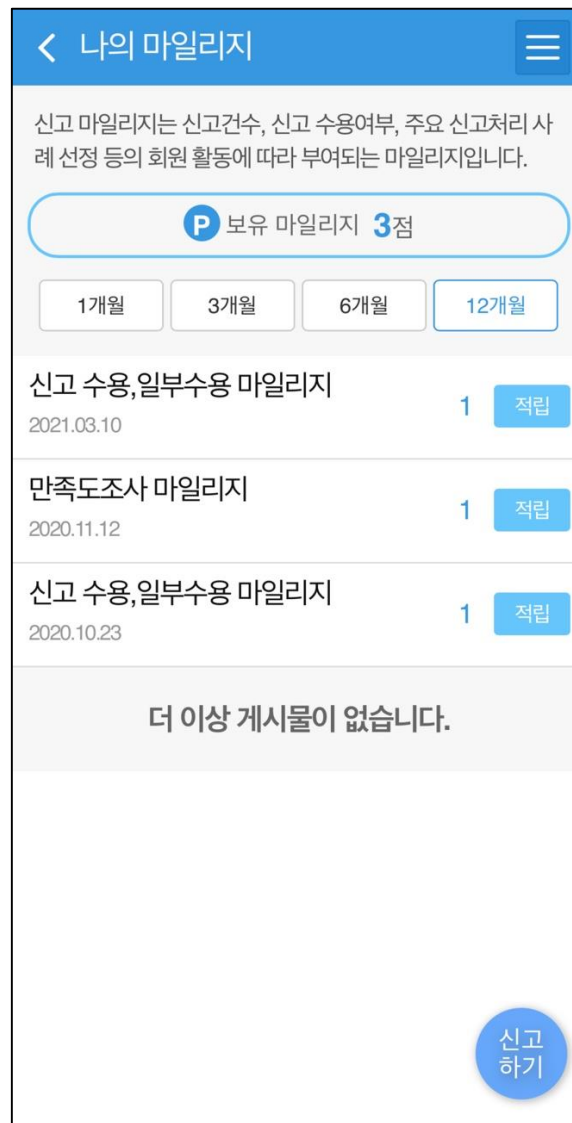 나의 마일리지
신고 마일리지는 신고건수, 신고 수용여부, 주요 신고처리 사
례 선정 등의 회원 활동에 따라 부여되는 마일리지입니다.
P 보유 마일리지 3점
1개월 3개월 6개월 12개월
신고 수용,일부수용 마일리지
1 적립
2021.03.10
만족도조사 마일리지
1 적립
2020.11.12
신고 수용,일부수용 마일리지
1 적립
2020.10.23
더 이상 게시물이 없습니다.
신고
하기